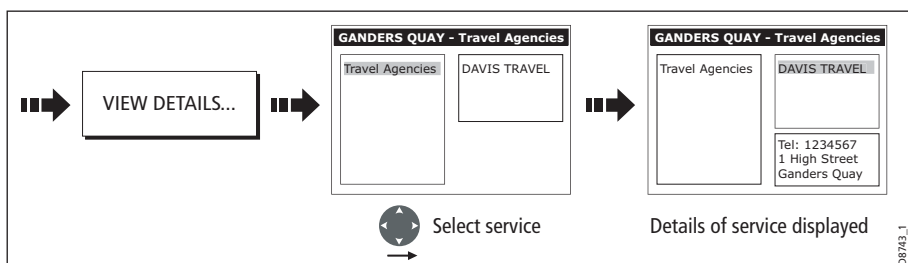 VIEW DETAILS...
GANDERS QUAY - Travel Agencies
Travel Agencies
DAVIS TRAVEL
Select service
GANDERS QUAY - Travel Agencies
Travel Agencies
DAVIS TRAVEL
Tel: 1234567
1 High Street
Ganders Quay
Details of service displayed
D8743_1